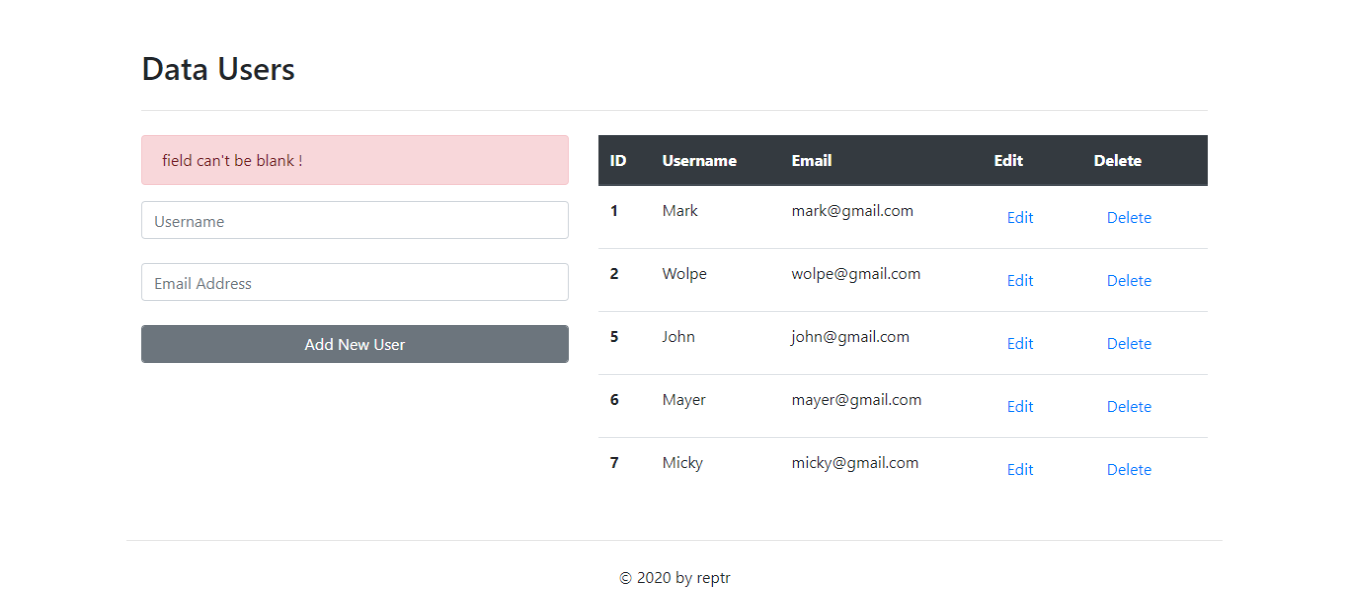 Data Users
field can't be blank !
Username
Email Address
Add New User
ID Username Email Edit Delete
1 Mark mark@gmail.com Edit Delete
2 Wolpe wolpe@gmail.com Edit Delete
5 John john@gmail.com Edit Delete
6 Mayer mayer@gmail.com Edit Delete
7 Micky micky@gmail.com Edit Delete
© 2020 by reptr